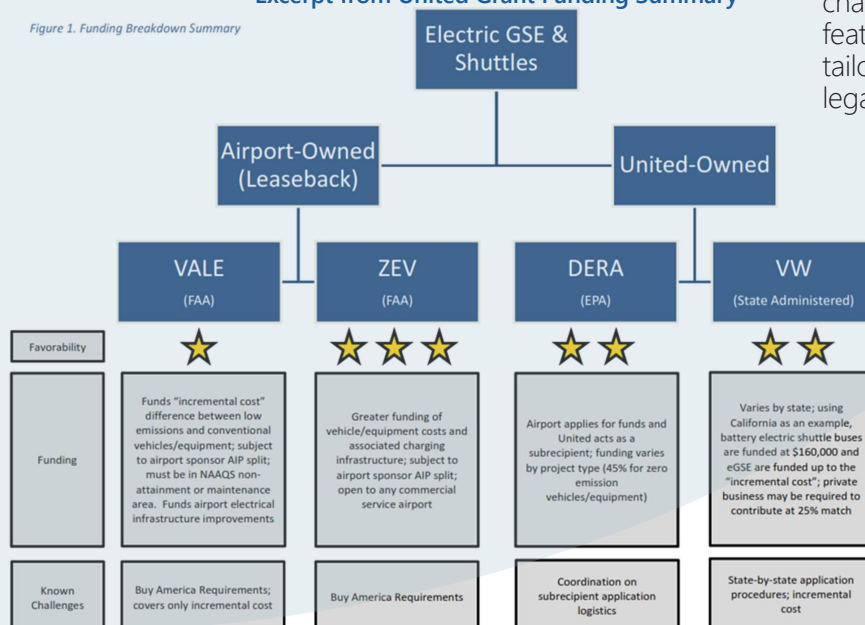 Excerpt from United Grant Funding Summary
Figure 1. Funding Breakdown Summary
Electric GSE &
Shuttles
Airport-Owned
(Leaseback)
United-Owned
VALE
(FAA)
ZEV
(FAA)
DERA
(EPA)
VW
(State Administered)
Favorability
Funding
Funds "incremental cost"
difference between low
emissions and conventional
vehicles/equipment; subject
to airport sponsor AIP split;
must be in NAAQS non-
attainment or maintenance
area. Funds airport electrical
infrastructure improvements
Greater funding of
vehicle/equipment costs and
associated charging
infrastructure; subject to
airport sponsor AIP split;
open to any commercial
service airport
Airport applies for funds and
United acts as a
subrecipient; funding varies
by project type (45% for zero
emission
vehicles/equipment)
Varies by state; using
California as an example,
battery electric shuttle buses
are funded at $160,000 and
eGSE are funded up to the
"incremental cost"; private
business may be required to
contribute at 25% match
Known
Challenges
Buy America Requirements;
covers only incremental cost
Buy America Requirements
Coordination on
subrecipient application
logistics
State-by-state application
procedures; incremental
cost